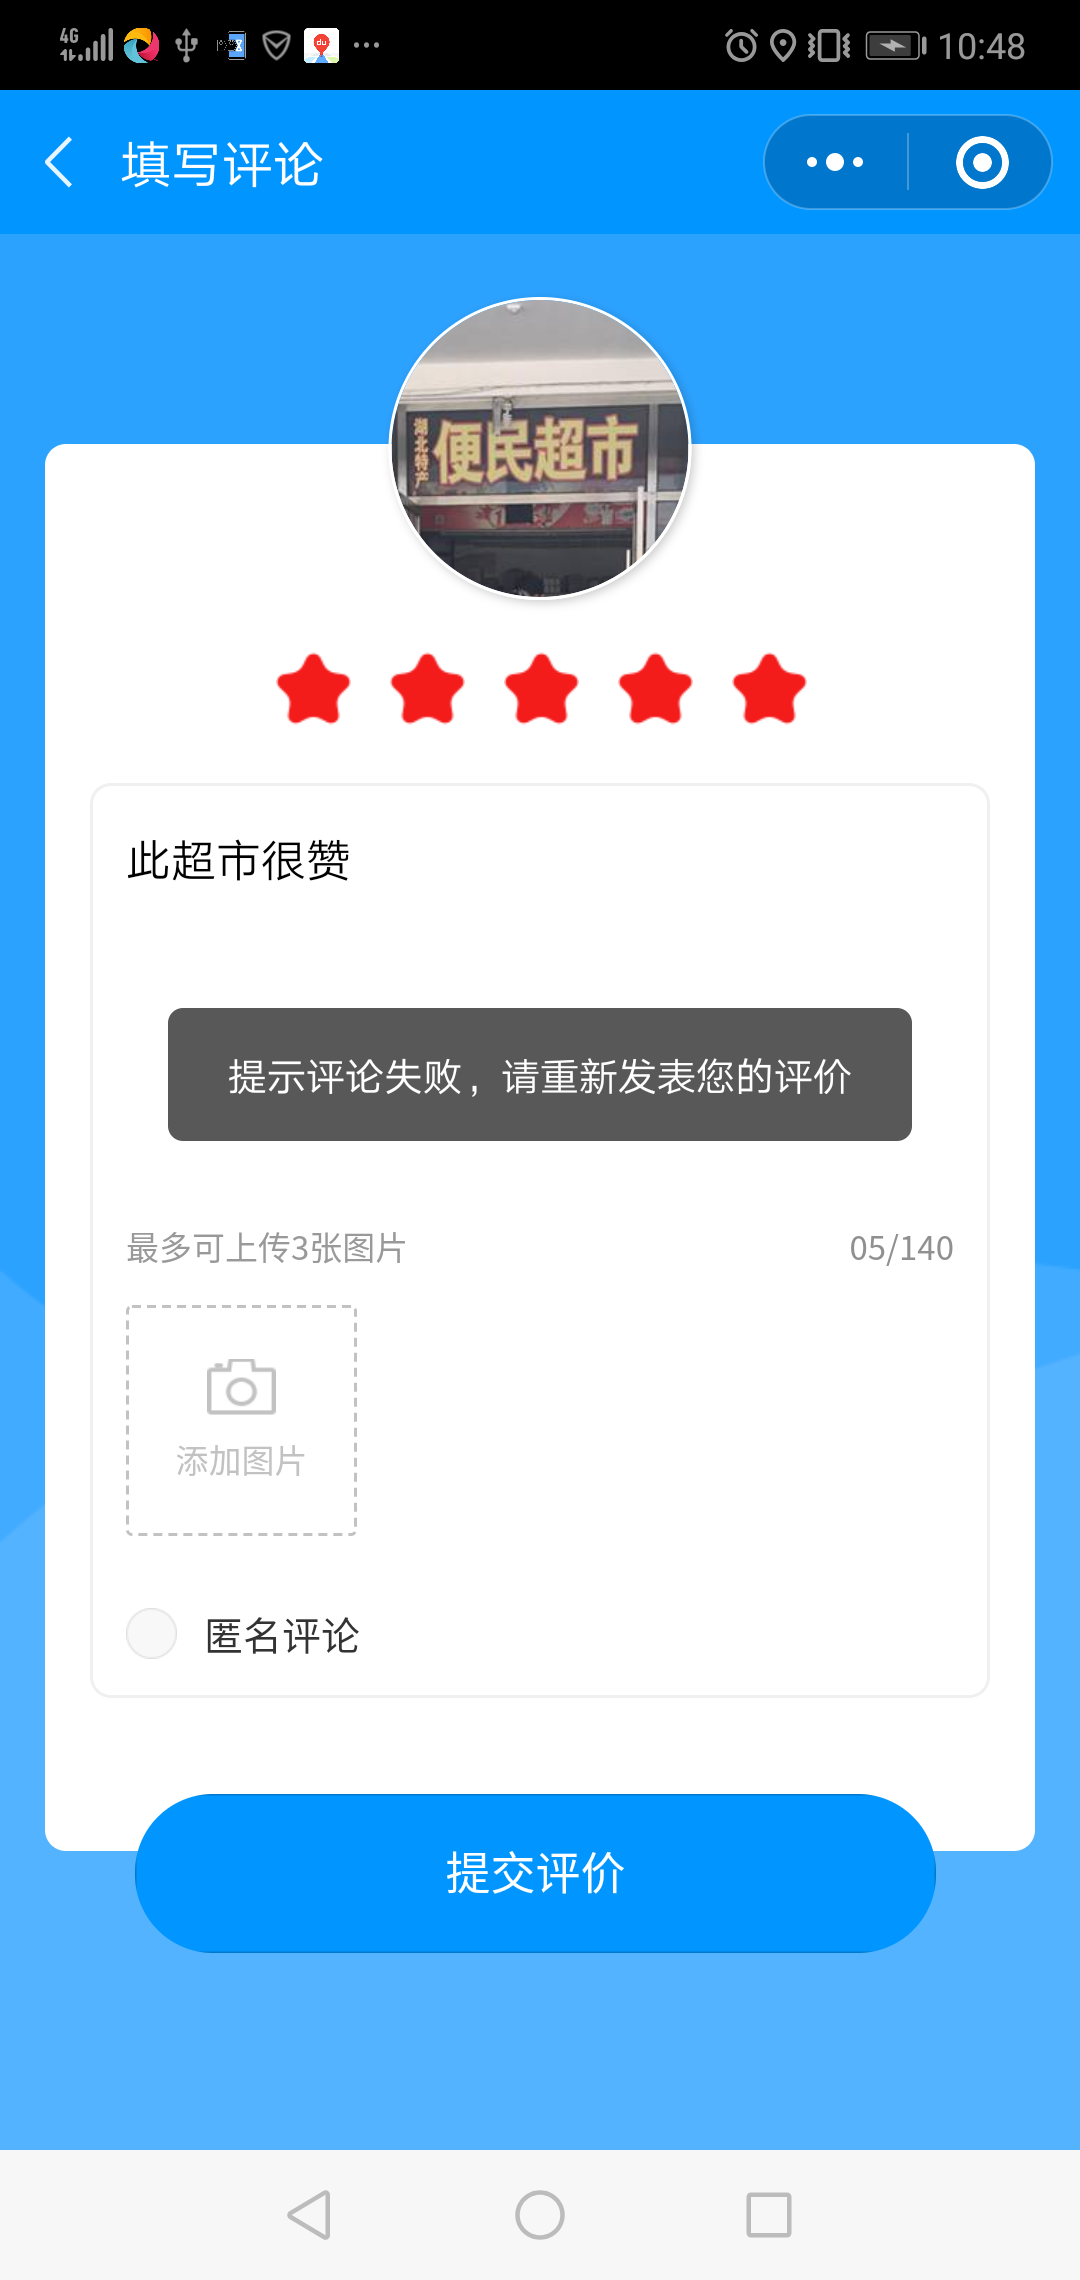 4G
du
10:48
填写评论
湖北特产
便民超市
此超市很赞
提示评论失败，请重新发表您的评价
最多可上传3张图片
05/140
添加图片
匿名评论
提交评价